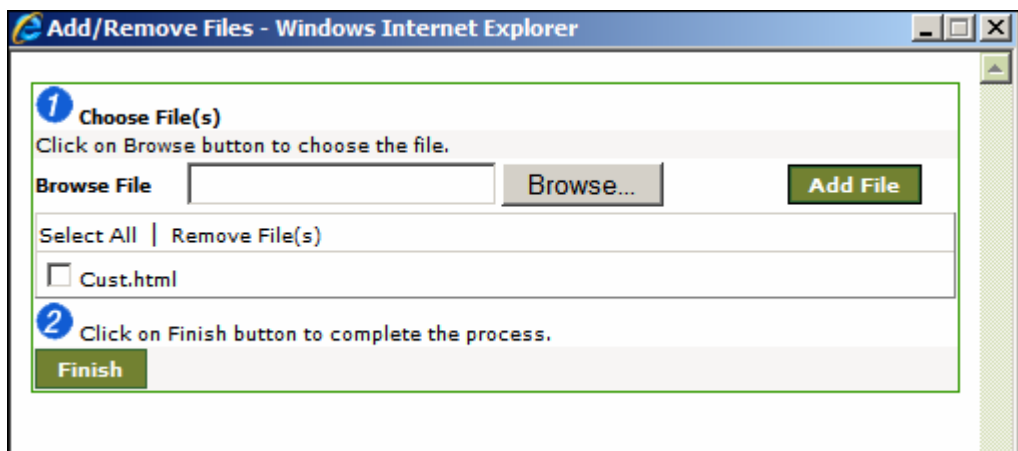 Add/Remove Files - Windows Internet Explorer
1 Choose File(s)
Click on Browse button to choose the file.
Browse File Browse... Add File
Select All | Remove File(s)
Cust.html
2 Click on Finish button to complete the process.
Finish